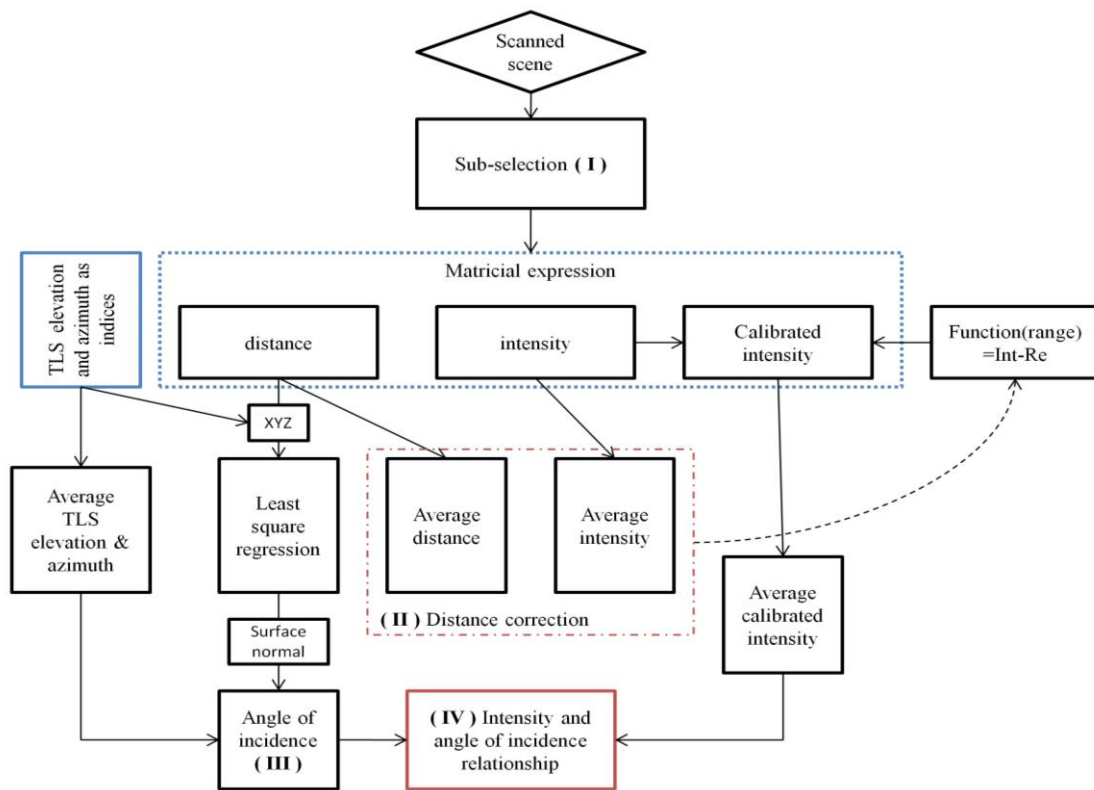 Scanned
scene
Sub-selection ( I )
Matricial expression
TLS elevation
and azimuth as
indices
distance
intensity
Calibrated
intensity
Function(range)
=Int-Re
XYZ
Average
TLS
elevation &
azimuth
Least
square
regression
Average
distance
Average
intensity
( II ) Distance correction
Average
calibrated
intensity
Surface
normal
Angle of
incidence
( III )
( IV ) Intensity and
angle of incidence
relationship